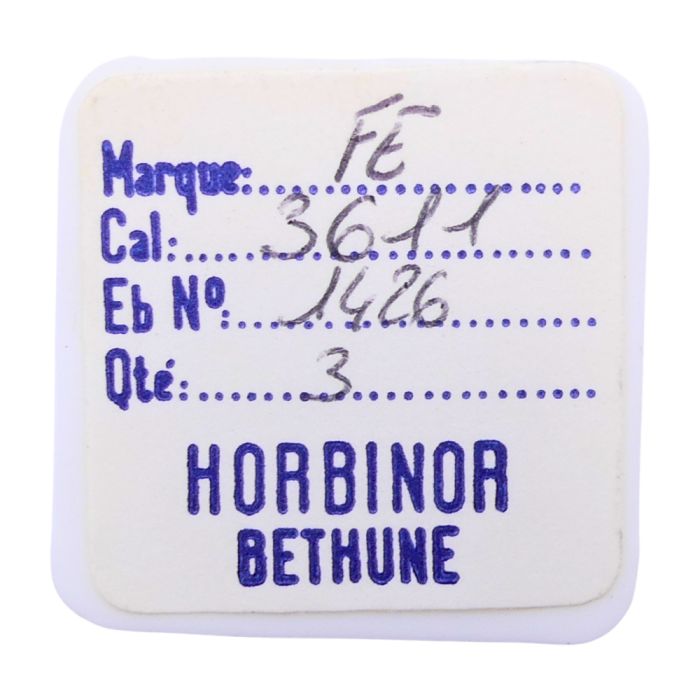 Marque: FE
Cal: 3611
Eb Nº: 1426
Qté: 3
HORBINOR
BETHUNE